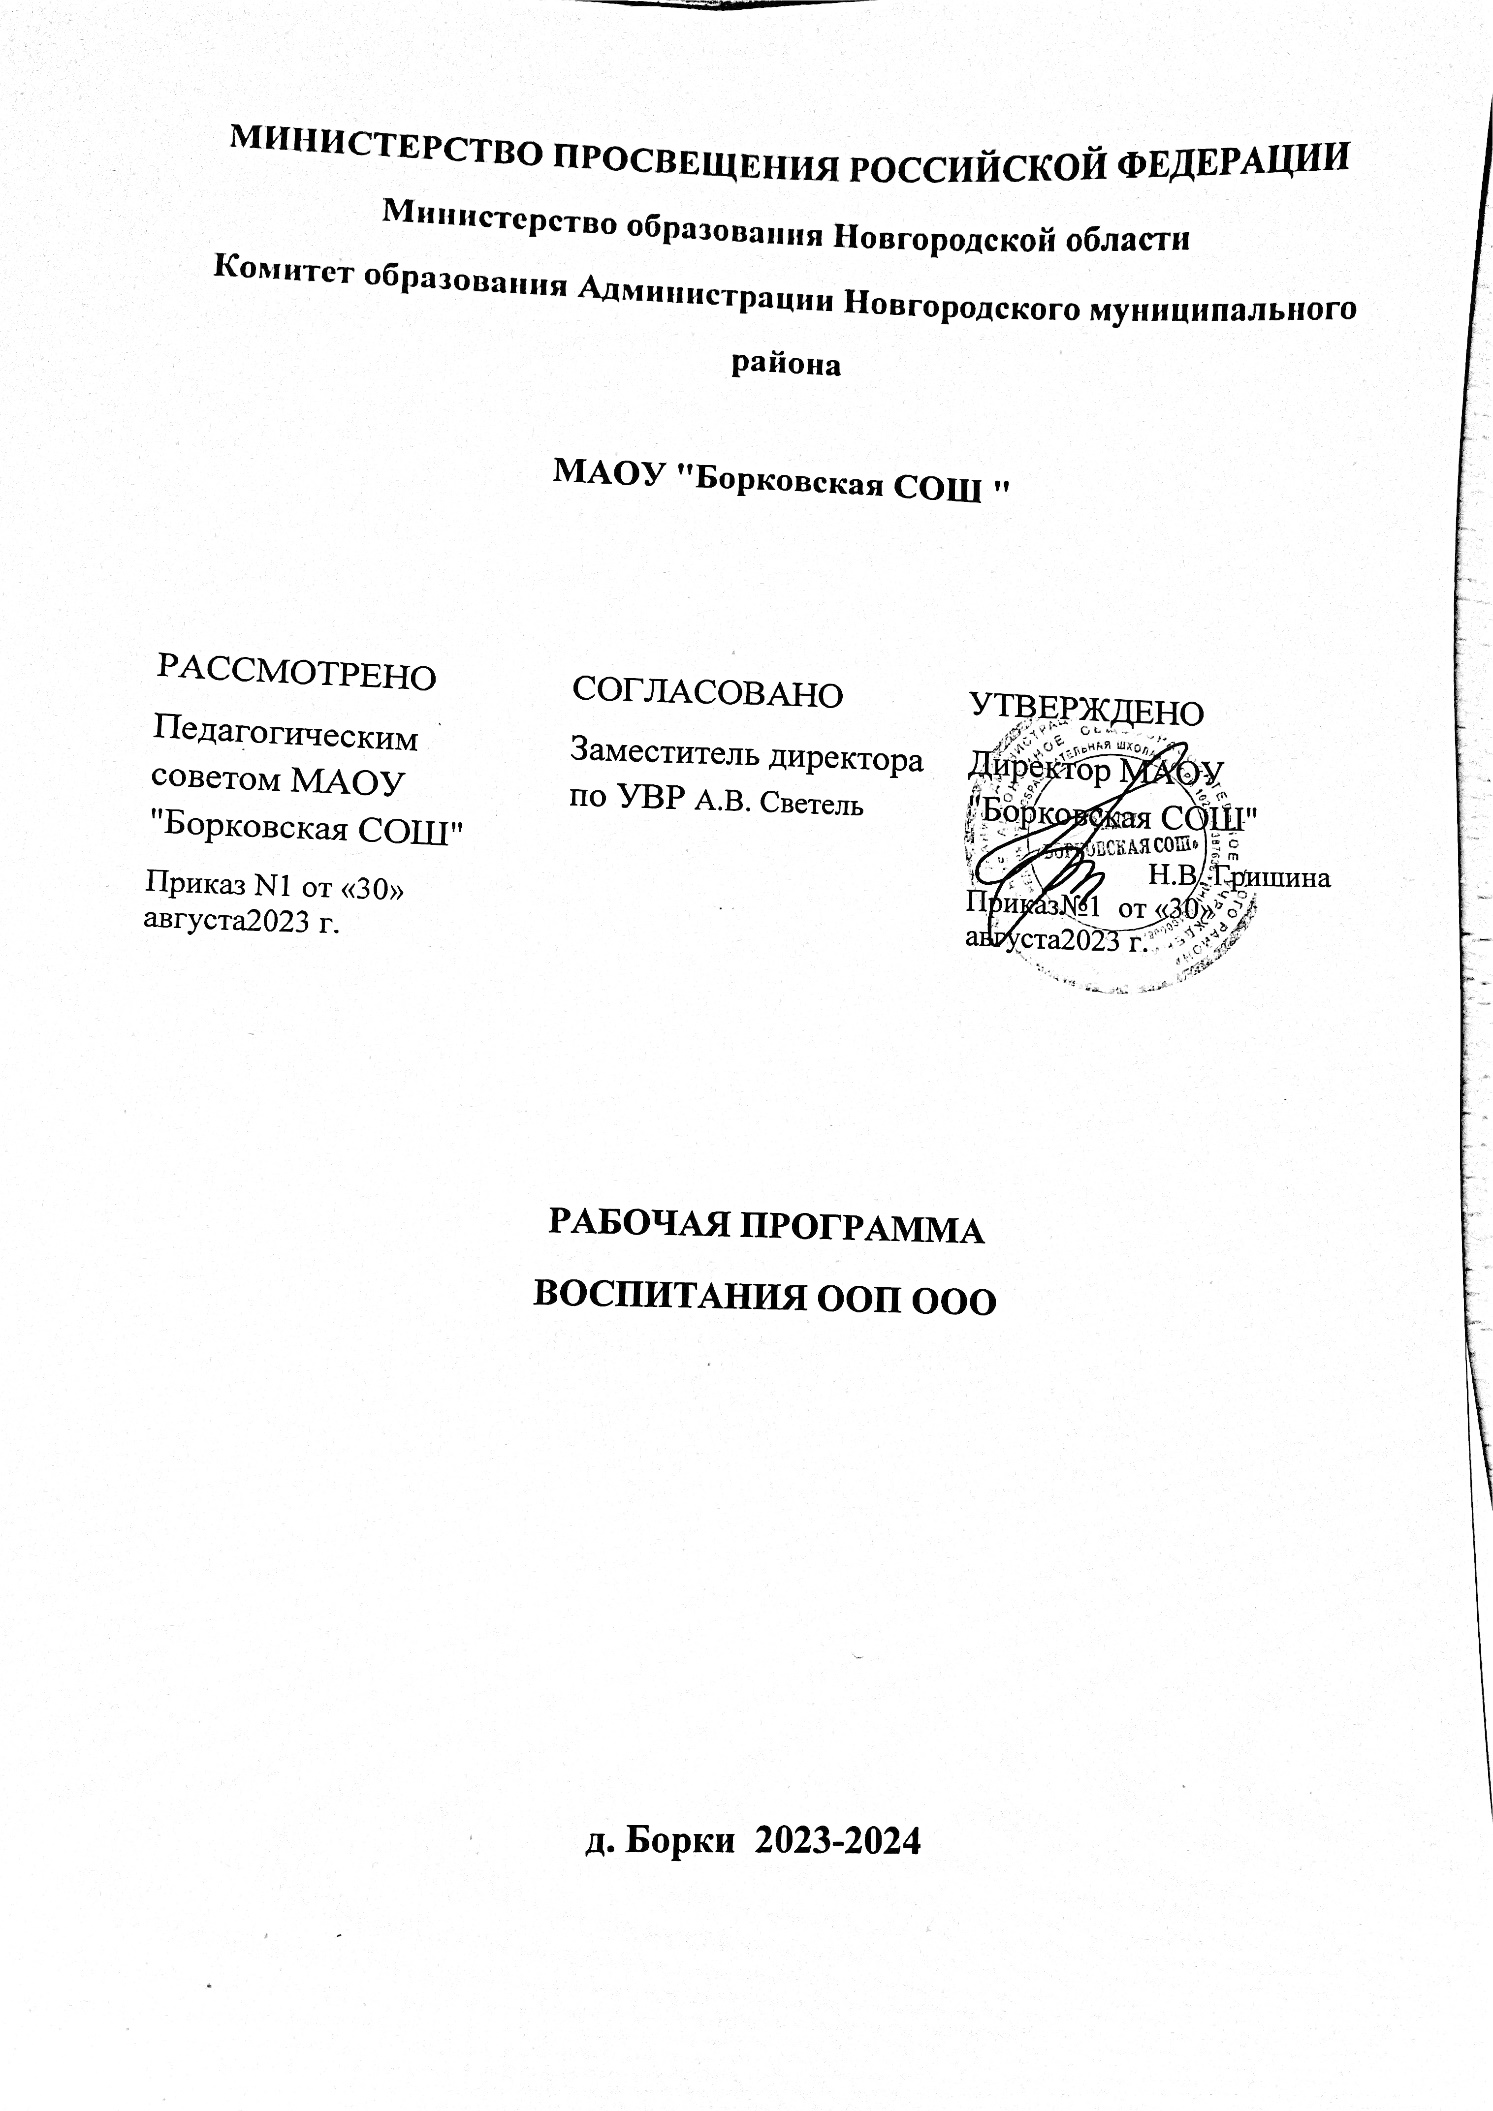 МИНИСТЕРСТВО ПРОСВЕЩЕНИЯ РОССИЙСКОЙ ФЕДЕРАЦИИ
Министерство образования Новгородской области
Комитет образования Администрации Новгородского муниципального
района
МАОУ "Борковская СОШ "
РАССМОТРЕНО
Педагогическим
советом МАОУ
"Борковская СОШ"
Приказ N1 от «30»
августа2023 г.
СОГЛАСОВАНО
Заместитель директора
по УВР А.В. Светель
УТВЕРЖДЕНО
Директор МАОУ
"Борковская СОШ"
Н.В. Гришина
Приказ№1 от «30»
августа2023 г.
БОРКОВСКАЯ СОШ»
РАБОЧАЯ ПРОГРАММА
ВОСПИТАНИЯ ООП ООО
д. Борки 2023-2024